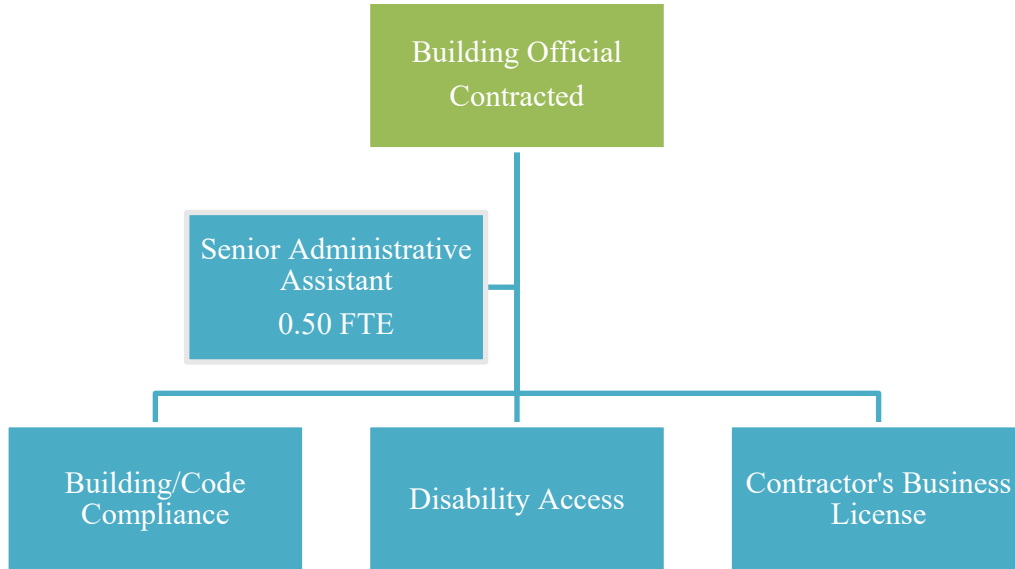 Building Official
Contracted
Senior Administrative
Assistant
0.50 FTE
Building/Code
Compliance
Disability Access
Contractor's Business
License